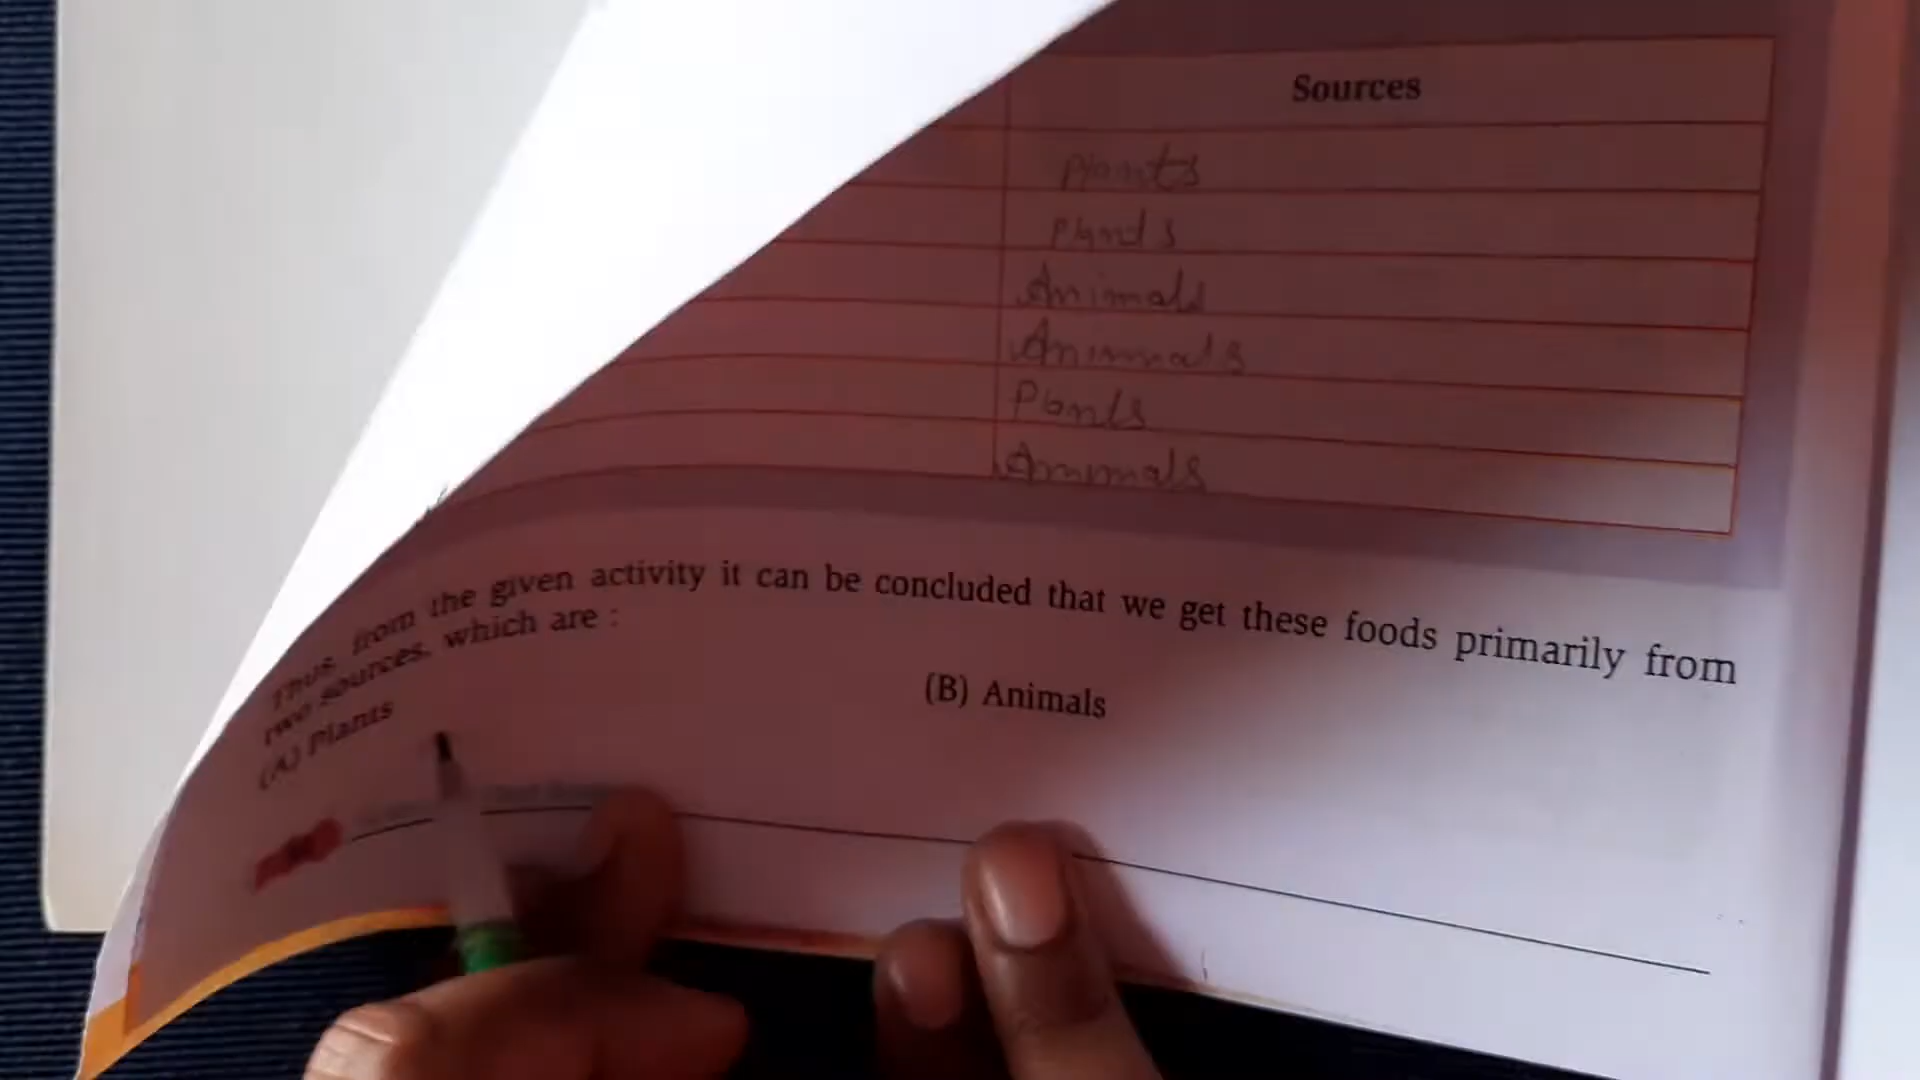 Sources
Plants
Plants
Animals
Animals
Plants
Animals
Thus, from the given activity it can be concluded that we get these foods primarily from
two sources, which are :
(A) Plants
(B) Animals